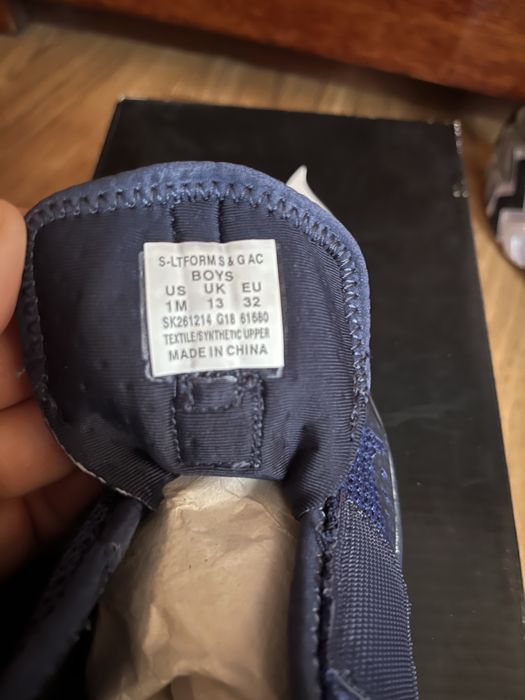 S-LTFORM S & G AC
BOYS
US UK EU
1M 13 32
SK261214 G18 61680
TEXTILE/SYNTHETIC UPPER
MADE IN CHINA